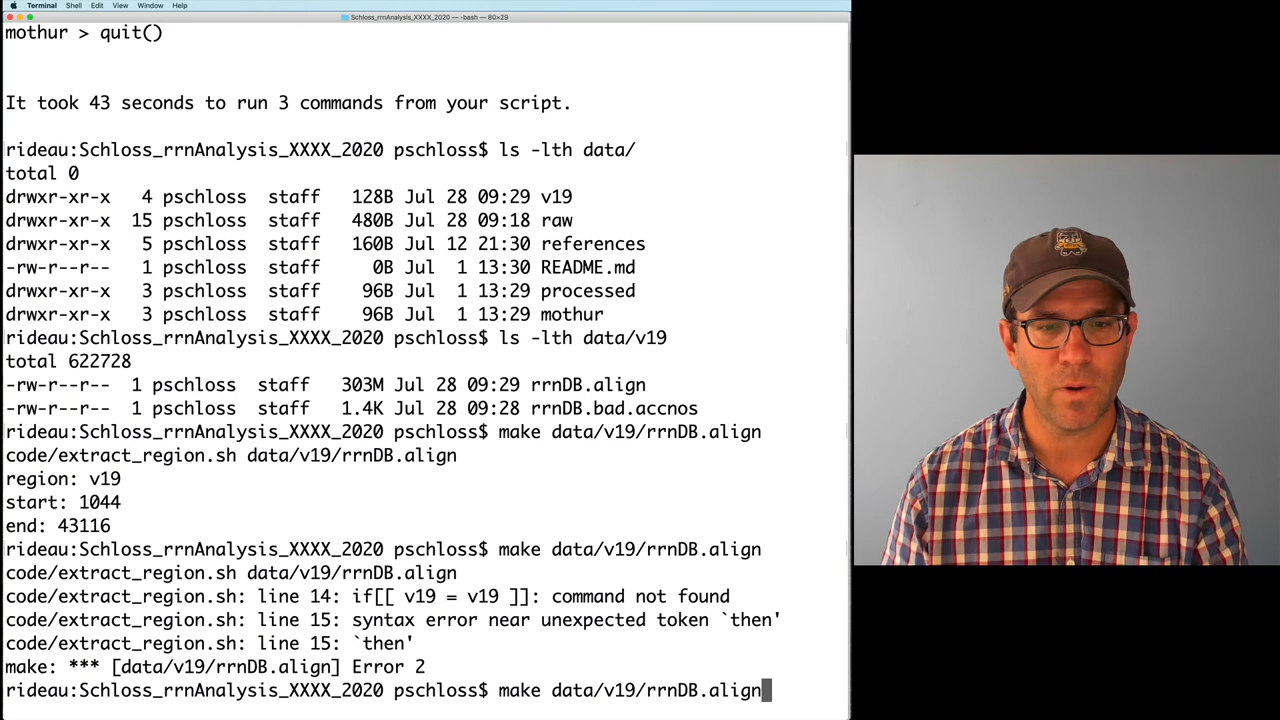 Terminal Shell Edit View Window Help
Schloss_rrnAnalysis_XXXX_2020 — -bash — 80×29
mothur > quit()
It took 43 seconds to run 3 commands from your script.
rideau:Schloss_rrnAnalysis_XXXX_2020 pschloss$ ls -lth data/
total 0
drwxr-xr-x   4 pschloss  staff   128B Jul 28 09:29 v19
drwxr-xr-x  15 pschloss  staff   480B Jul 28 09:18 raw
drwxr-xr-x   5 pschloss  staff   160B Jul 12 21:30 references
-rw-r--r--   1 pschloss  staff     0B Jul  1 13:30 README.md
drwxr-xr-x   3 pschloss  staff    96B Jul  1 13:29 processed
drwxr-xr-x   3 pschloss  staff    96B Jul  1 13:29 mothur
rideau:Schloss_rrnAnalysis_XXXX_2020 pschloss$ ls -lth data/v19
total 622728
-rw-r--r--  1 pschloss  staff   303M Jul 28 09:29 rrnDB.align
-rw-r--r--  1 pschloss  staff   1.4K Jul 28 09:28 rrnDB.bad.accnos
rideau:Schloss_rrnAnalysis_XXXX_2020 pschloss$ make data/v19/rrnDB.align
code/extract_region.sh data/v19/rrnDB.align
region: v19
start: 1044
end: 43116
rideau:Schloss_rrnAnalysis_XXXX_2020 pschloss$ make data/v19/rrnDB.align
code/extract_region.sh data/v19/rrnDB.align
code/extract_region.sh: line 14: if[[ v19 = v19 ]]: command not found
code/extract_region.sh: line 15: syntax error near unexpected token `then'
code/extract_region.sh: line 15: `then'
make: *** [data/v19/rrnDB.align] Error 2
rideau:Schloss_rrnAnalysis_XXXX_2020 pschloss$ make data/v19/rrnDB.align